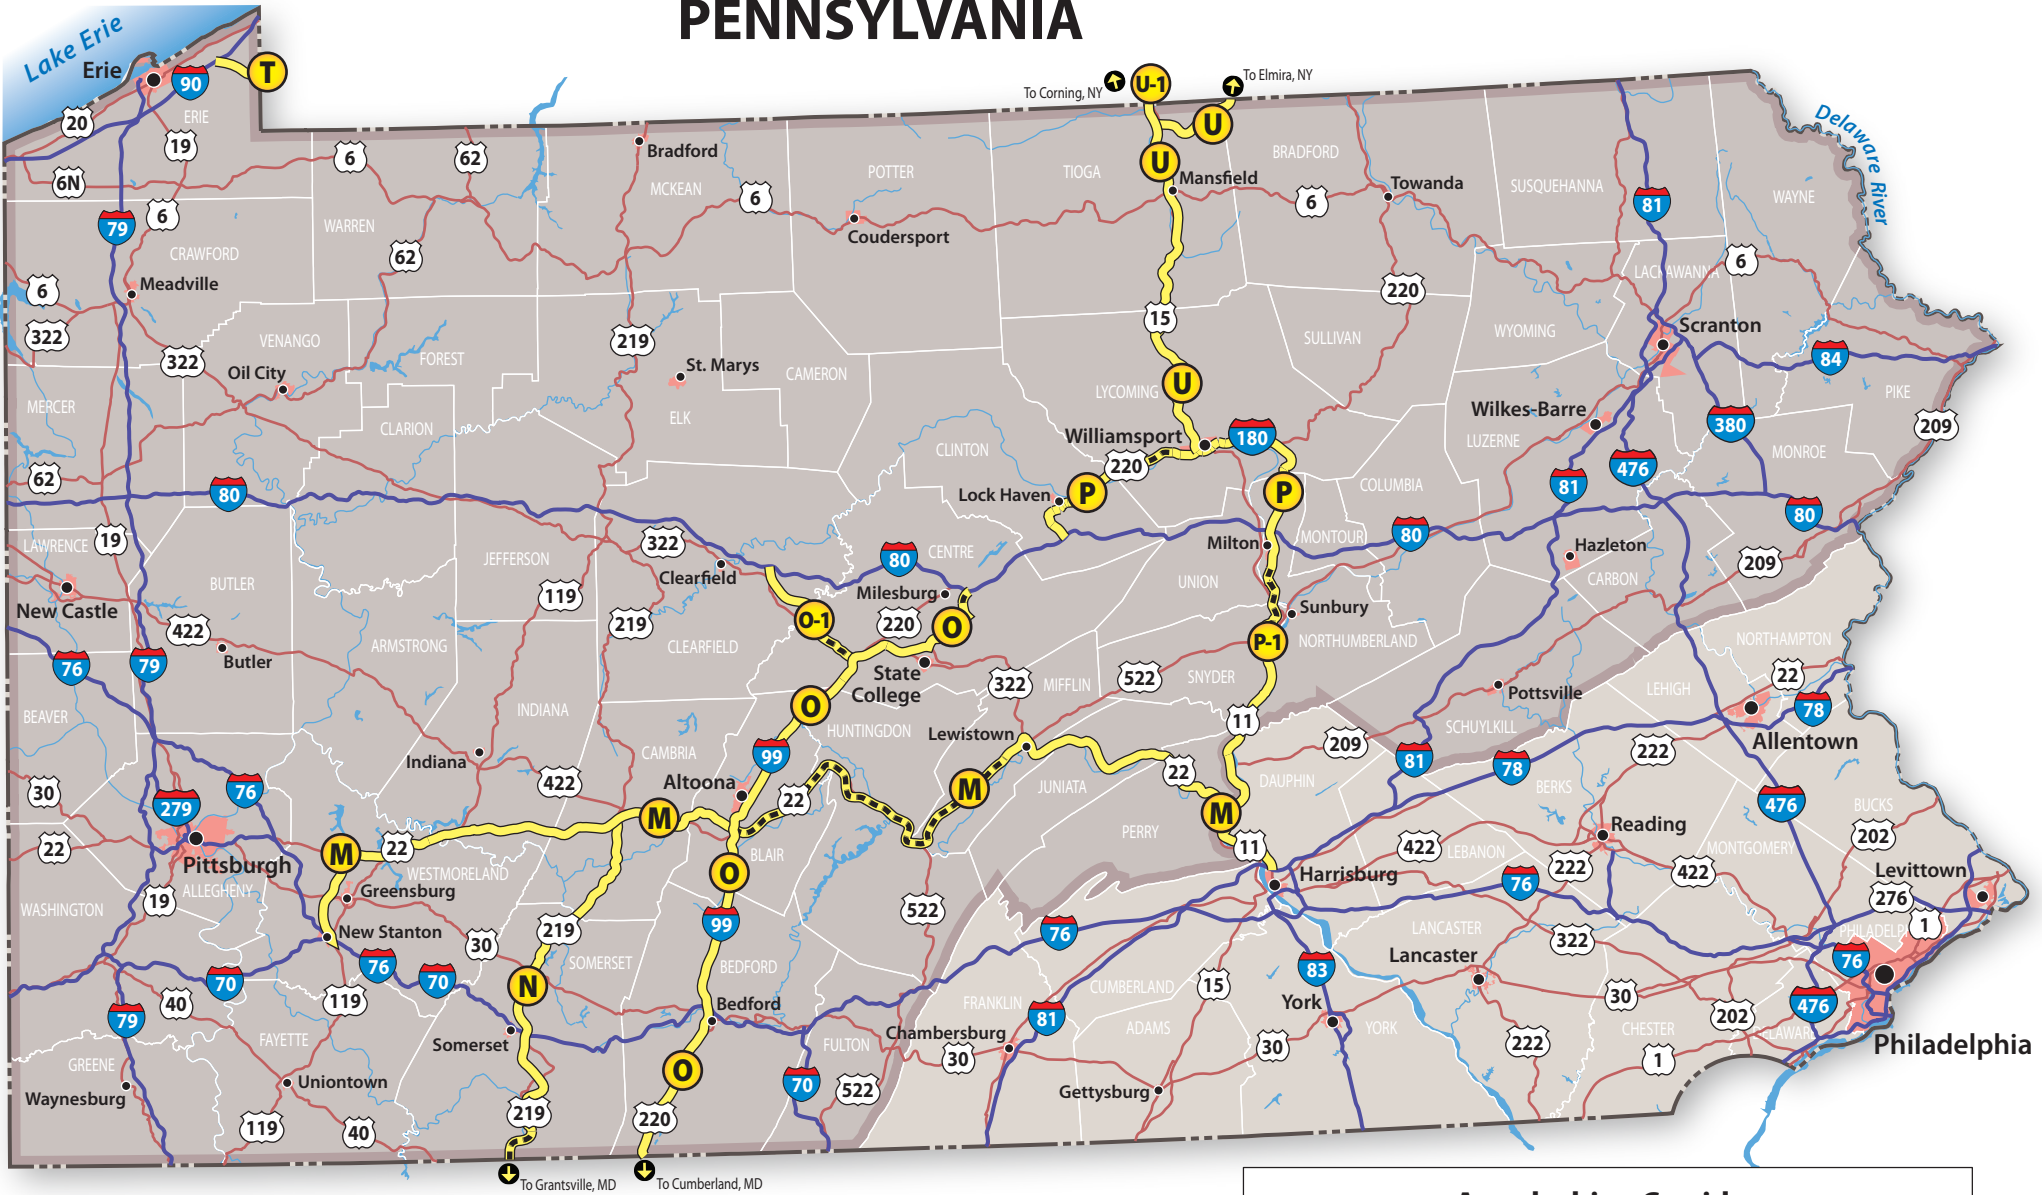 PENNSYLVANIA
Lake Erie
Erie
90
T
ERIE
20
19
6N
6
62
6
79
CRAWFORD
WARREN
62
Meadville
6
322
322
VENANGO
FOREST
Oil City
MERCER
CLARION
62
80
LAWRENCE
19
New Castle
BUTLER
422
Butler
76
79
BEAVER
ARMSTRONG
JEFFERSON
119
INDIANA
Indiana
422
30
22
279
76
Pittsburgh
ALLEGHENY
19
WASHINGTON
M
22
WESTMORELAND
Greensburg
New Stanton
30
76
70
70
40
119
79
FAYETTE
GREENE
Waynesburg
Uniontown
119
40
Bradford
MCKEAN
6
POTTER
Coudersport
219
St. Marys
ELK
CAMERON
322
Clearfield
219
CLEARFIELD
80
CENTRE
Milesburg
O-1
220
O
State
College
O
CAMBRIA
99
Altoona
M
22
HUNTINGDON
BLAIR
O
99
219
SOMERSET
BEDFORD
N
Bedford
Somerset
O
219
220
To Grantsville, MD
To Cumberland, MD
70
FULTON
522
522
To Corning, NY
U-1
To Elmira, NY
U
U
TIOGA
Mansfield
BRADFORD
6
Towanda
15
220
SULLIVAN
LYCOMING
U
Williamsport
180
220
CLINTON
Lock Haven
P
P
COLUMBIA
Milton
MONTOUR
80
UNION
Sunbury
P-1
NORTHUMBERLAND
322
MIFFLIN
522
SNYDER
Lewistown
M
JUNIATA
22
11
M
209
DAUPHIN
PERRY
11
Harrisburg
SUSQUEHANNA
81
WAYNE
Delaware River
LACKAWANNA
6
WYOMING
Scranton
84
PIKE
Wilkes-Barre
LUZERNE
380
209
MONROE
81
476
80
Hazleton
CARBON
209
NORTHAMPTON
22
LEHIGH
78
Allentown
Pottsville
SCHUYLKILL
81
78
222
BERKS
476
BUCKS
202
Reading
422
LEBANON
222
MONTGOMERY
422
Levittown
276
1
76
76
LANCASTER
322
PHILADELP
76
Lancaster
83
CUMBERLAND
15
FRANKLIN
81
Chambersburg
ADAMS
York
YORK
30
30
30
202
476
CHESTER
DELAWARE
222
1
Gettysburg
Philadelphia